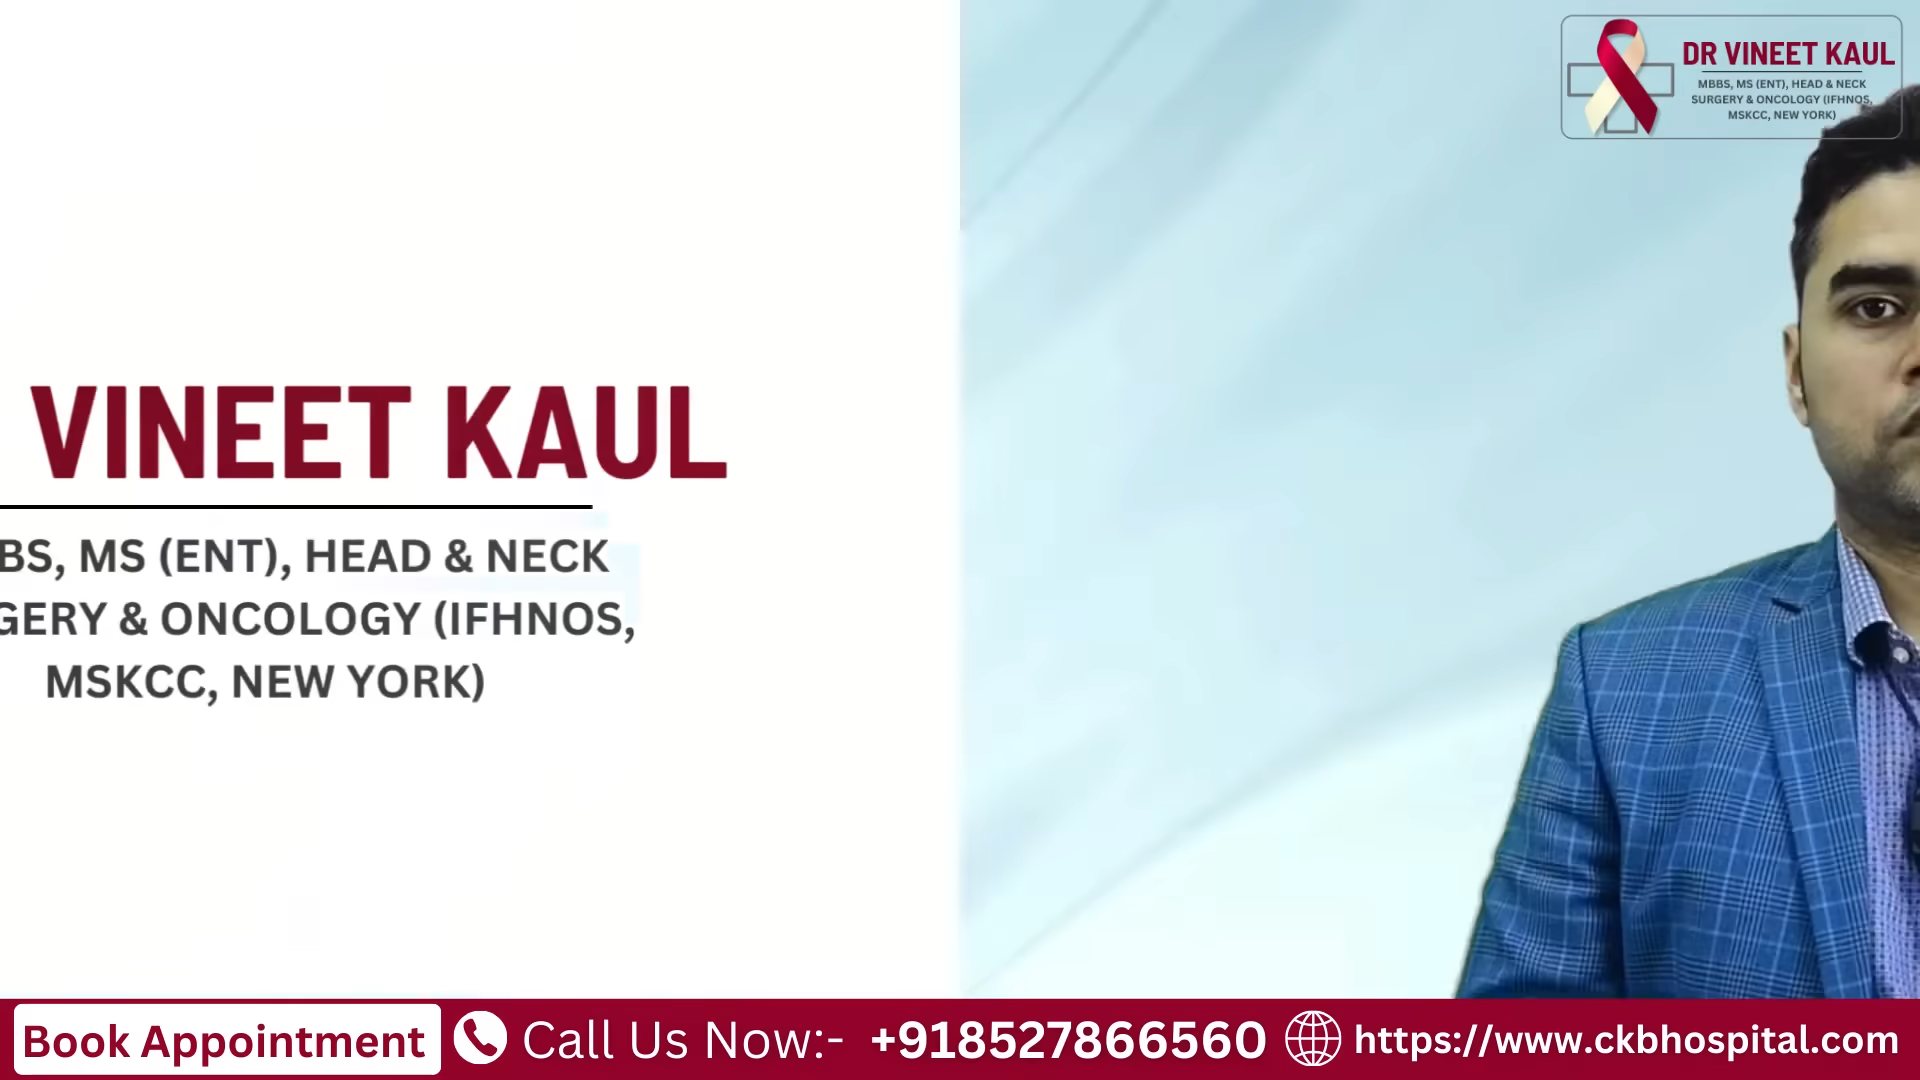 VINEET KAUL
BS, MS (ENT), HEAD & NECK
GERY & ONCOLOGY (IFHNOS,
MSKCC, NEW YORK)
DR VINEET KAUL
MBBS, MS (ENT), HEAD & NECK
SURGERY & ONCOLOGY (IFHNOS,
MSKCC, NEW YORK)
Book Appointment Call Us Now:- +918527866560 https://www.ckbhospital.com